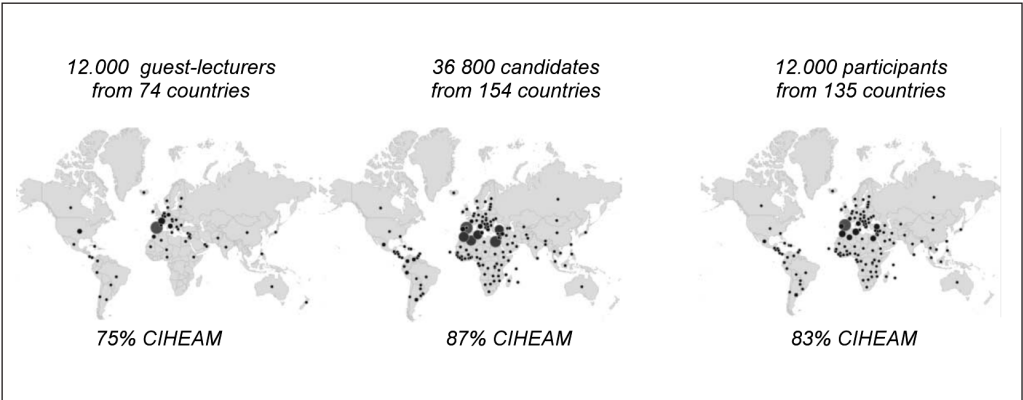 12.000 guest-lecturers
from 74 countries
36 800 candidates
from 154 countries
12.000 participants
from 135 countries
75% CIHEAM
87% CIHEAM
83% CIHEAM